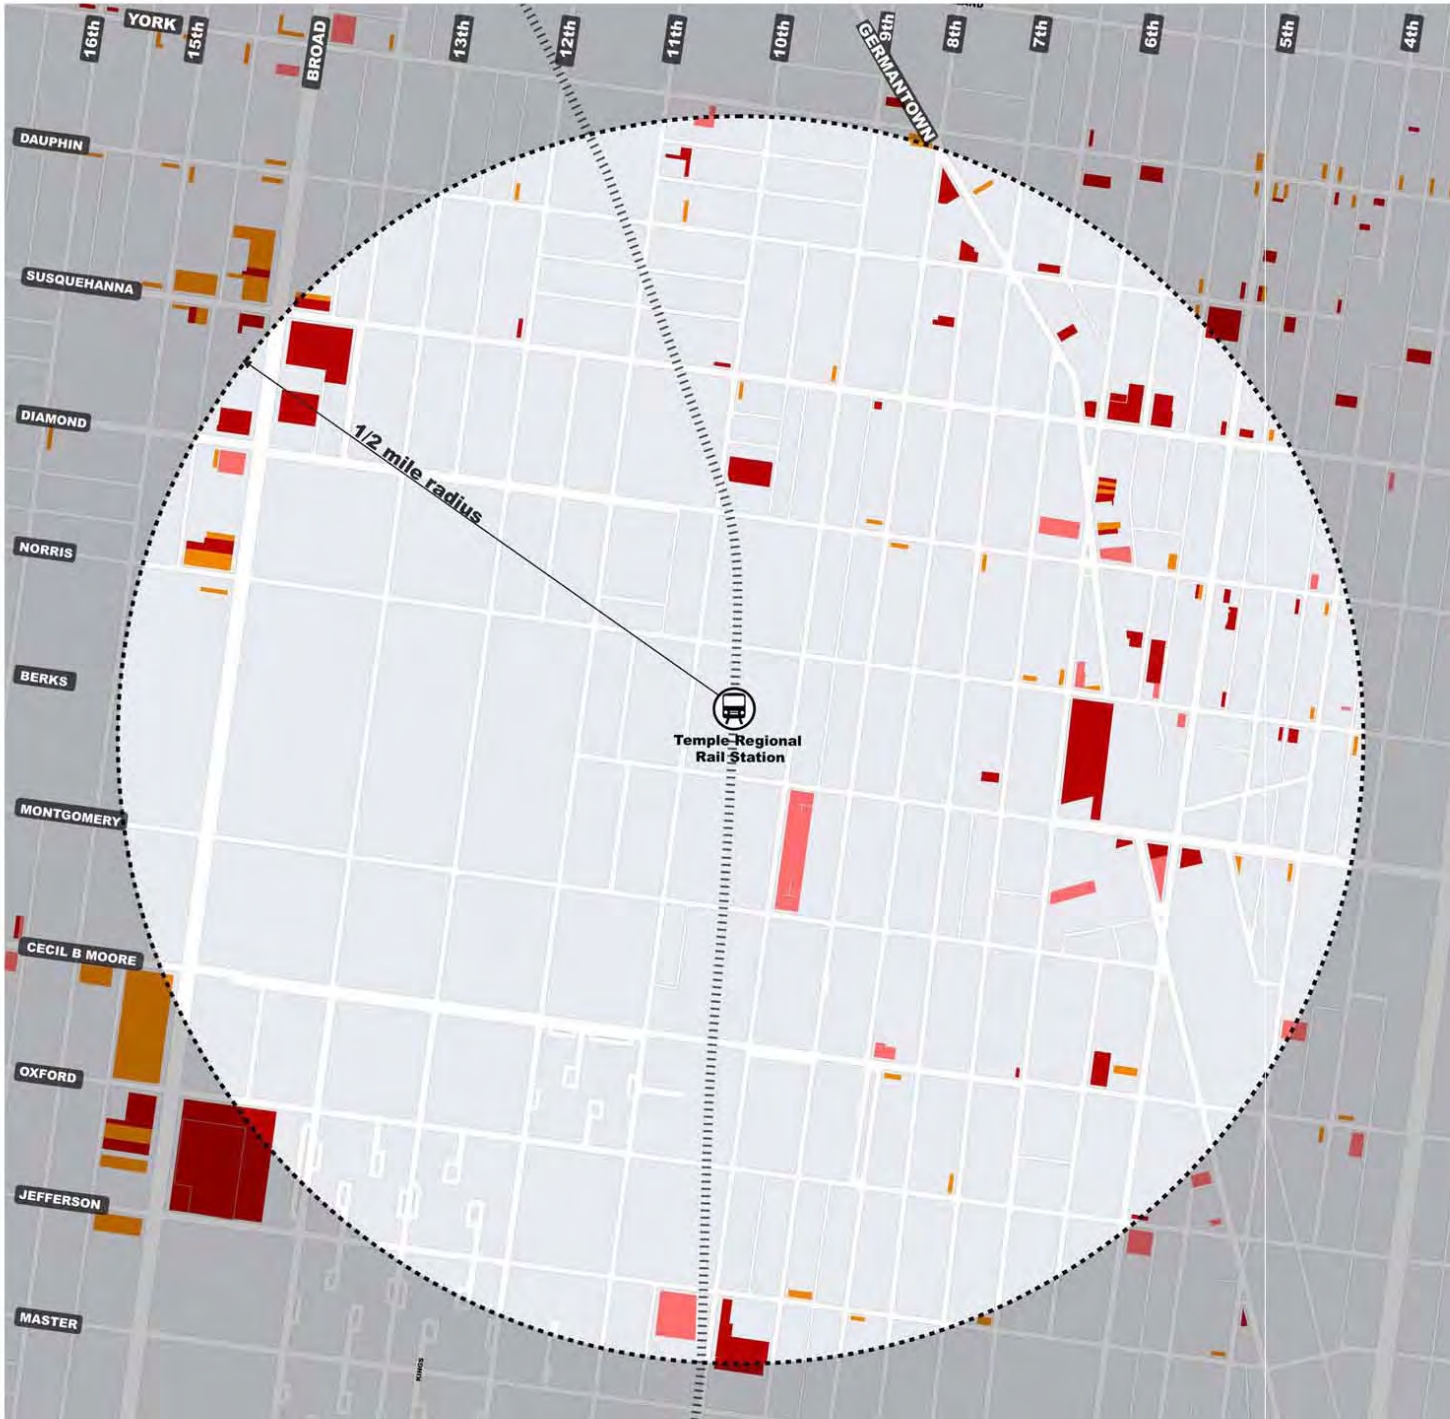 16th
YORK
15th
BROAD
13th
12th
11th
10th
9th
GERMANTOWN
8th
7th
6th
5th
4th
DAUPHIN
SUSQUEHANNA
DIAMOND
1/2 mile radius
NORRIS
BERKS
Temple Regional
Rail Station
MONTGOMERY
CECIL B MOORE
OXFORD
JEFFERSON
MASTER
KINGS